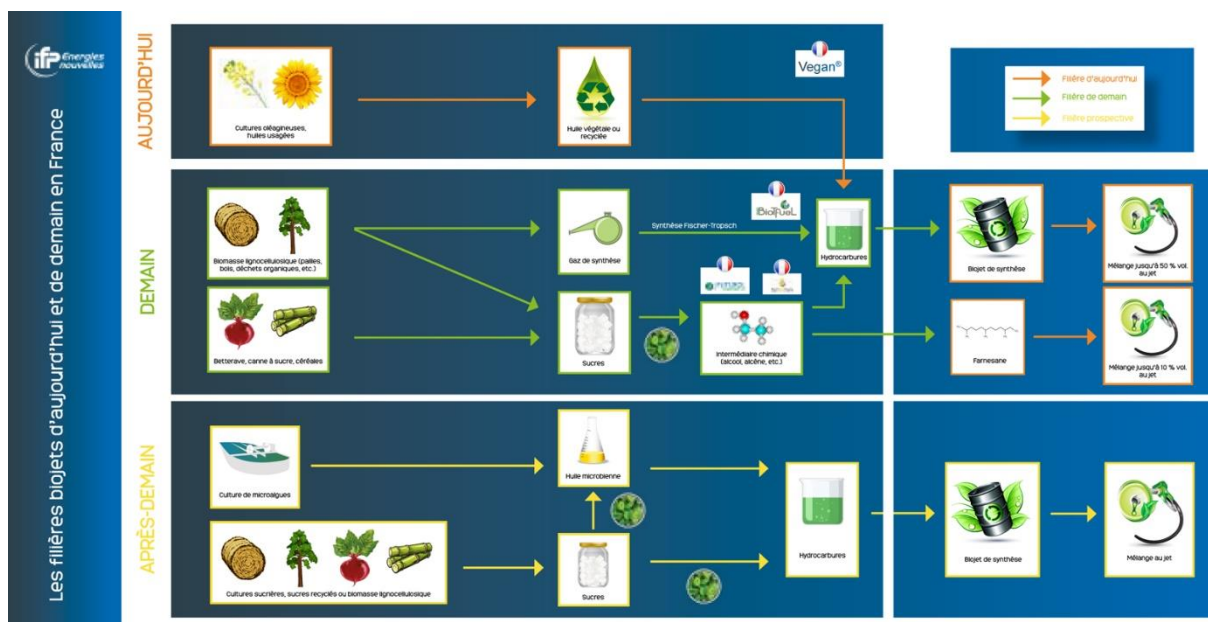 ifp Energies
nouvelles
Les filières biojets d'aujourd'hui et de demain en France
AUJOURD'HUI
Cultures oléagineuses,
huiles usagées
Huile végétale ou
recyclée
Vegan®
Filière d'aujourd'hui
Filière de demain
Filière prospective
DEMAIN
Biomasse lignocellulosique (pailles,
bois, déchets organiques, etc.)
Gaz de synthèse
Synthèse Fischer-Tropsch
BioTfueL
Hydrocarbures
Biojet de synthèse
Mélange jusqu'à 50 % vol.
au jet
Betterave, canne à sucre, céréales
Sucres
Intermédiaire chimique
(alcool, alcène, etc.)
Farnesane
Mélange jusqu'à 10 % vol.
au jet
APRÈS-DEMAIN
Culture de microalgues
Huile microbienne
Cultures sucrières, sucres recyclés ou biomasse lignocellulosique
Sucres
Hydrocarbures
Biojet de synthèse
Mélange au jet